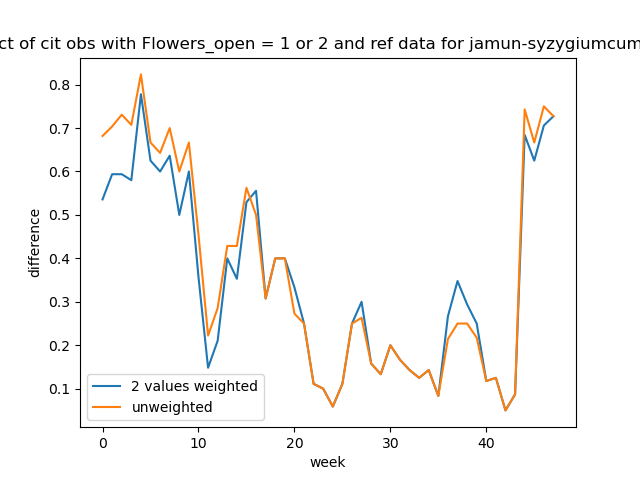 ct of cit obs with Flowers_open = 1 or 2 and ref data for jamun-syzygiumcum
difference
0.8
0.7
0.6
0.5
0.4
0.3
0.2
0.1
2 values weighted
unweighted
0 10 20 30 40
week